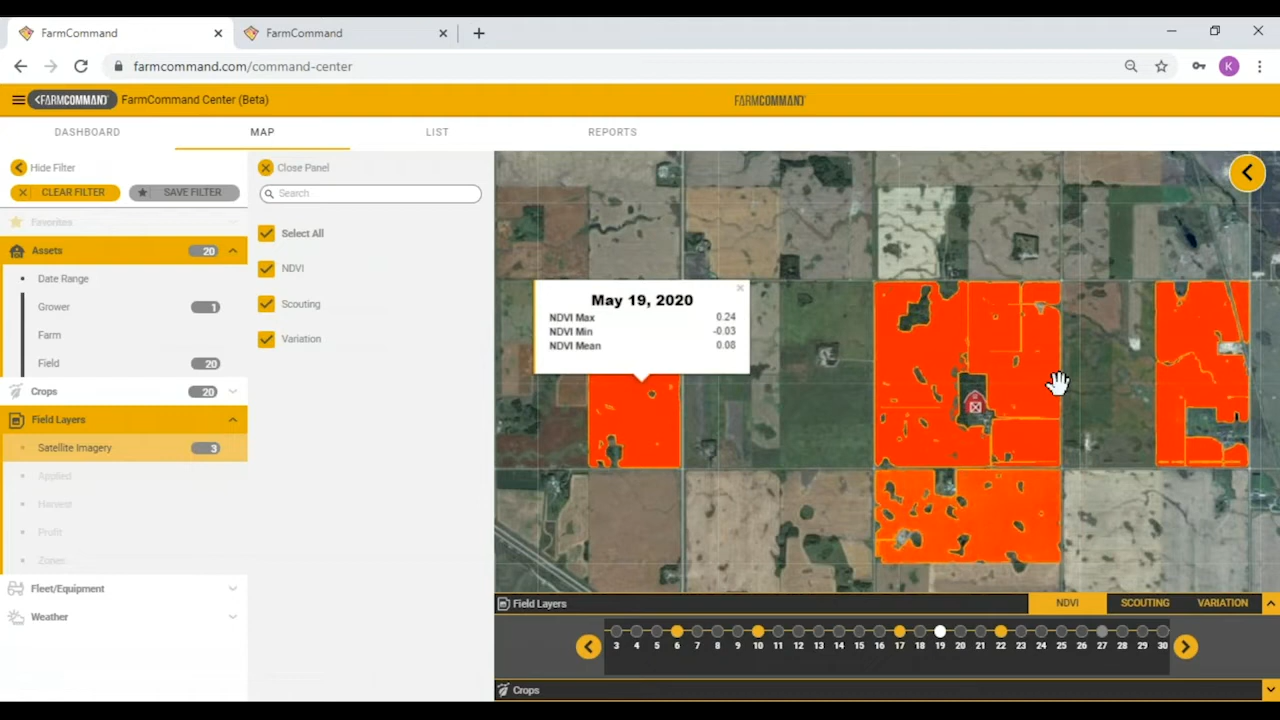 FarmCommand
FarmCommand
farmcommand.com/command-center
K
<FARMCOMMAND
FarmCommand Center (Beta)
FARMCOMMAND
DASHBOARD
MAP
LIST
REPORTS
Hide Filter
CLEAR FILTER
SAVE FILTER
Favorites
Assets 20
Date Range
Grower 1
Farm
Field 20
Crops 20
Field Layers
Satellite Imagery 3
Applied
Harvest
Profit
Zones
Fleet/Equipment
Weather
Close Panel
Search
Select All
NDVI
Scouting
Variation
May 19, 2020
NDVI Max 0.24
NDVI Min -0.03
NDVI Mean 0.08
Field Layers
NDVI
SCOUTING
VARIATION
3 4 5 6 7 8 9 10 11 12 13 14 15 16 17 18 19 20 21 22 23 24 25 26 27 28 29 30
Crops